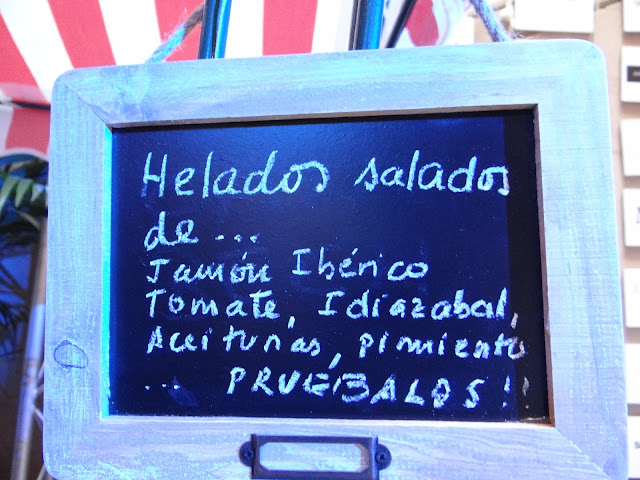 Helados salados
de...
Jamón Ibérico
Tomate, Idiazabal,
Aceitunas, pimiento
... PRUÉBALOS!!